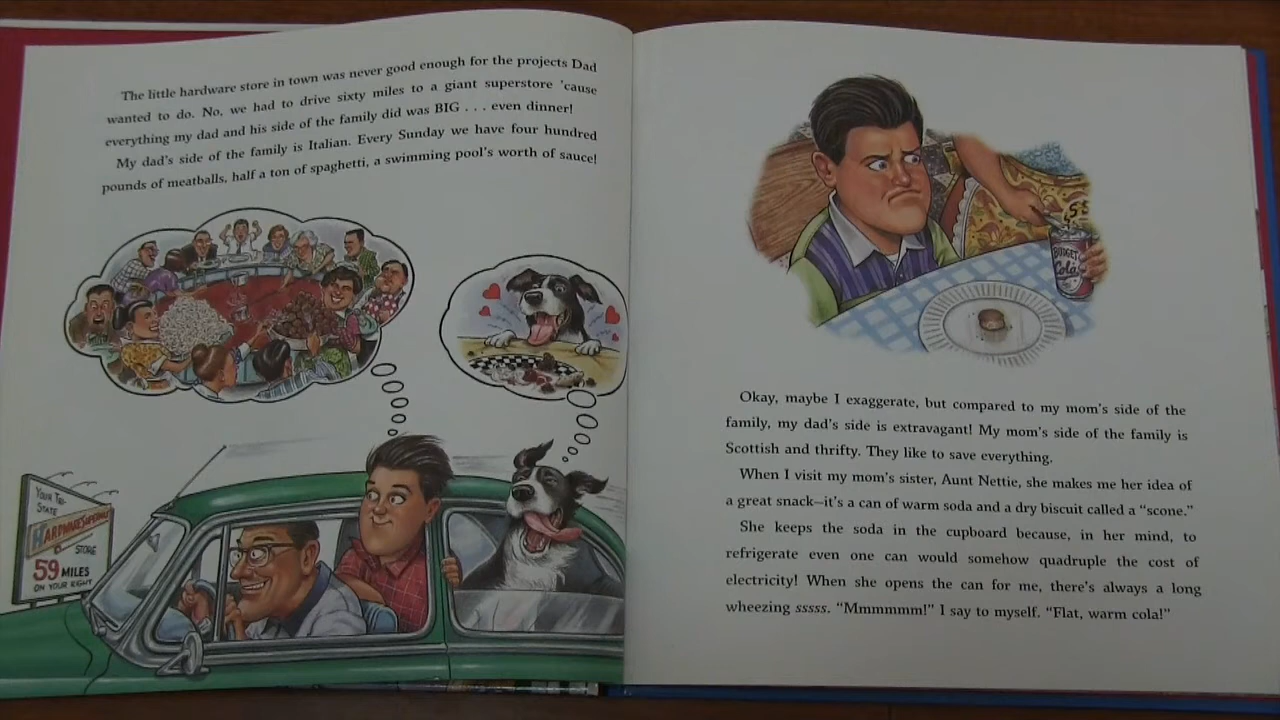 The little hardware store in town was never good enough for the projects Dad
wanted to do. No, we had to drive sixty miles to a giant superstore 'cause
everything my dad and his side of the family did was BIG . . . even dinner!
My dad's side of the family is Italian. Every Sunday we have four hundred
pounds of meatballs, half a ton of spaghetti, a swimming pool's worth of sauce!
YOUR TRI-
STATE
HARDWARE SUPERMART
STORE
59 MILES
ON YOUR RIGHT
BUDGET
Cola
Okay, maybe I exaggerate, but compared to my mom's side of the
family, my dad's side is extravagant! My mom's side of the family is
Scottish and thrifty. They like to save everything.
When I visit my mom's sister, Aunt Nettie, she makes me her idea of
a great snack—it's a can of warm soda and a dry biscuit called a "scone."
She keeps the soda in the cupboard because, in her mind, to
refrigerate even one can would somehow quadruple the cost of
electricity! When she opens the can for me, there's always a long
wheezing sssss. "Mmmmmm!" I say to myself. "Flat, warm cola!"